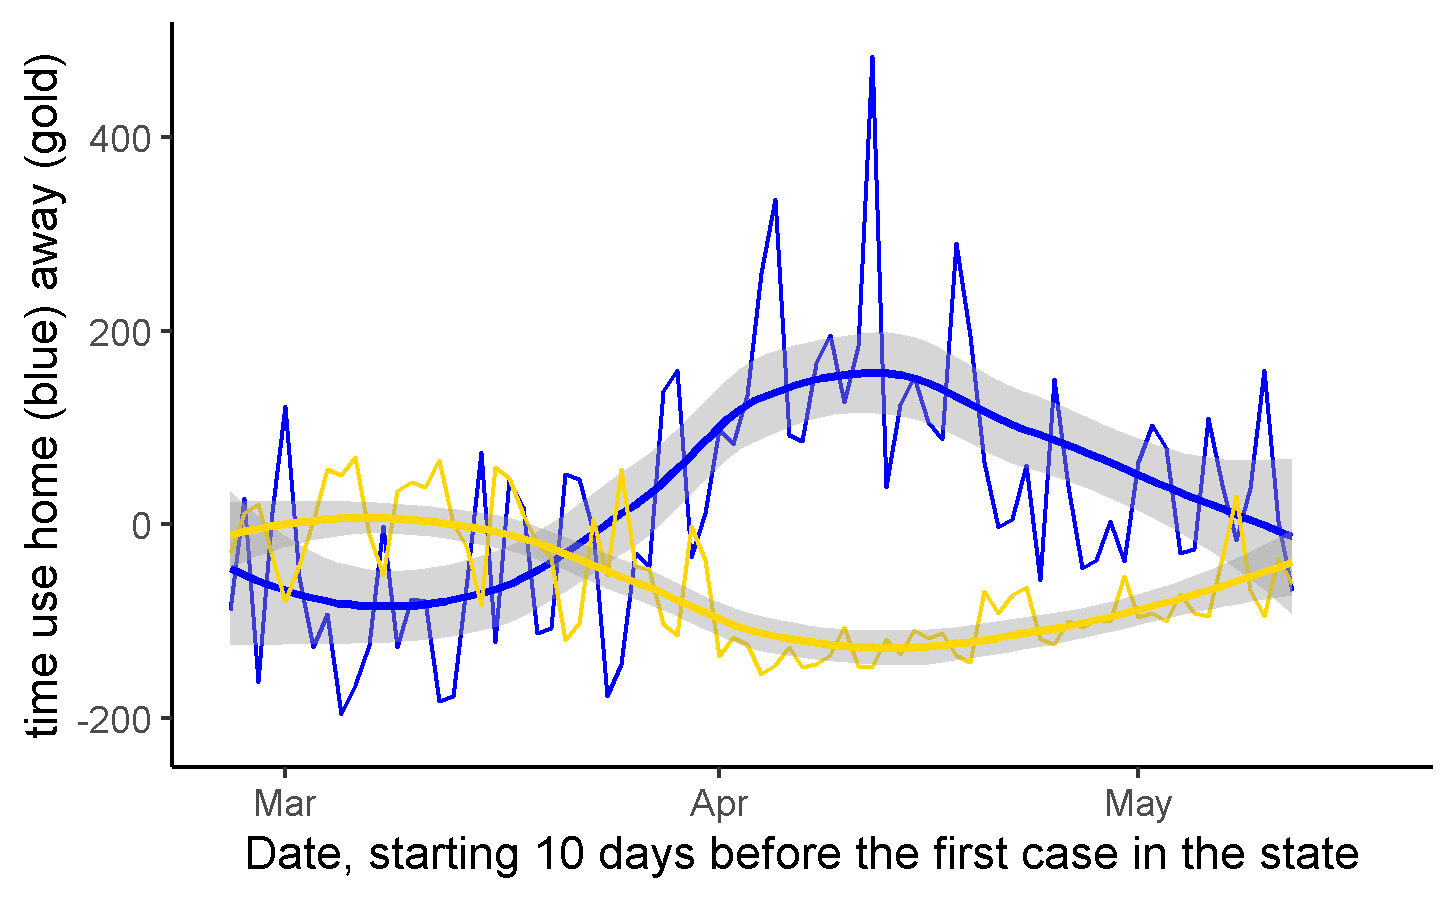 time use home (blue) away (gold)
400
200
0
-200
Mar
Apr
May
Date, starting 10 days before the first case in the state